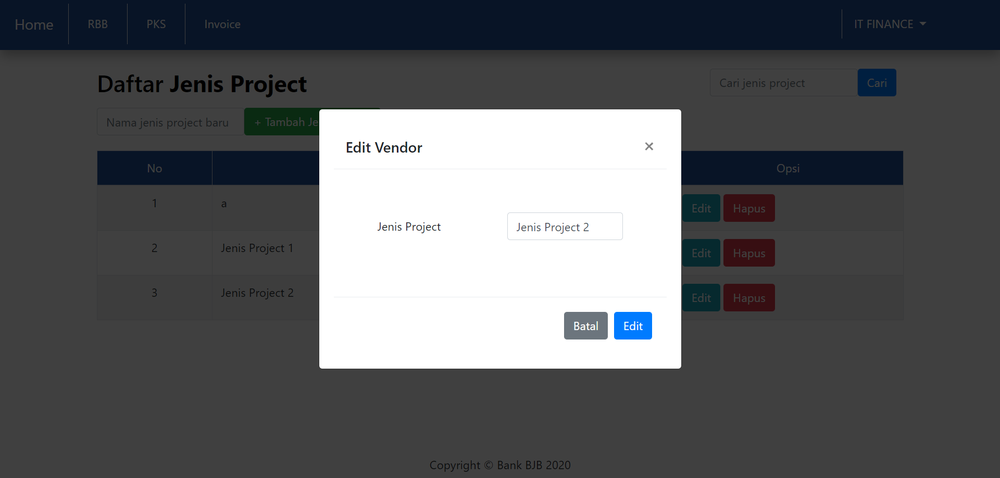 Home RBB PKS Invoice IT FINANCE
Daftar Jenis Project
Cari jenis project Cari
Nama jenis project baru + Tambah Je
Edit Vendor ×
No Opsi
1 a Edit Hapus
Jenis Project Jenis Project 2
2 Jenis Project 1 Edit Hapus
3 Jenis Project 2 Edit Hapus
Batal Edit
Copyright © Bank BJB 2020